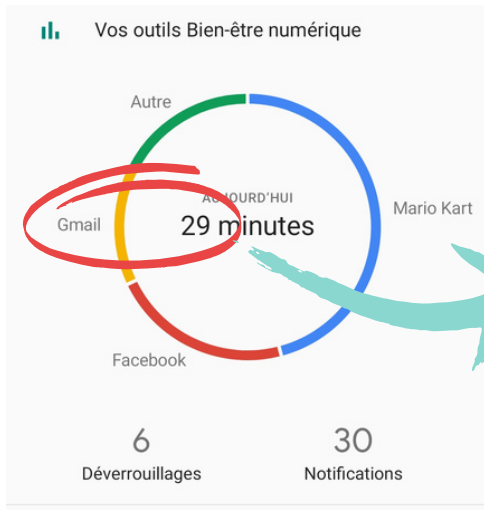 Vos outils Bien-être numérique
Autre
AUJOURD'HUI
Mario Kart
Gmail
29 minutes
Facebook
6
30
Déverrouillages
Notifications